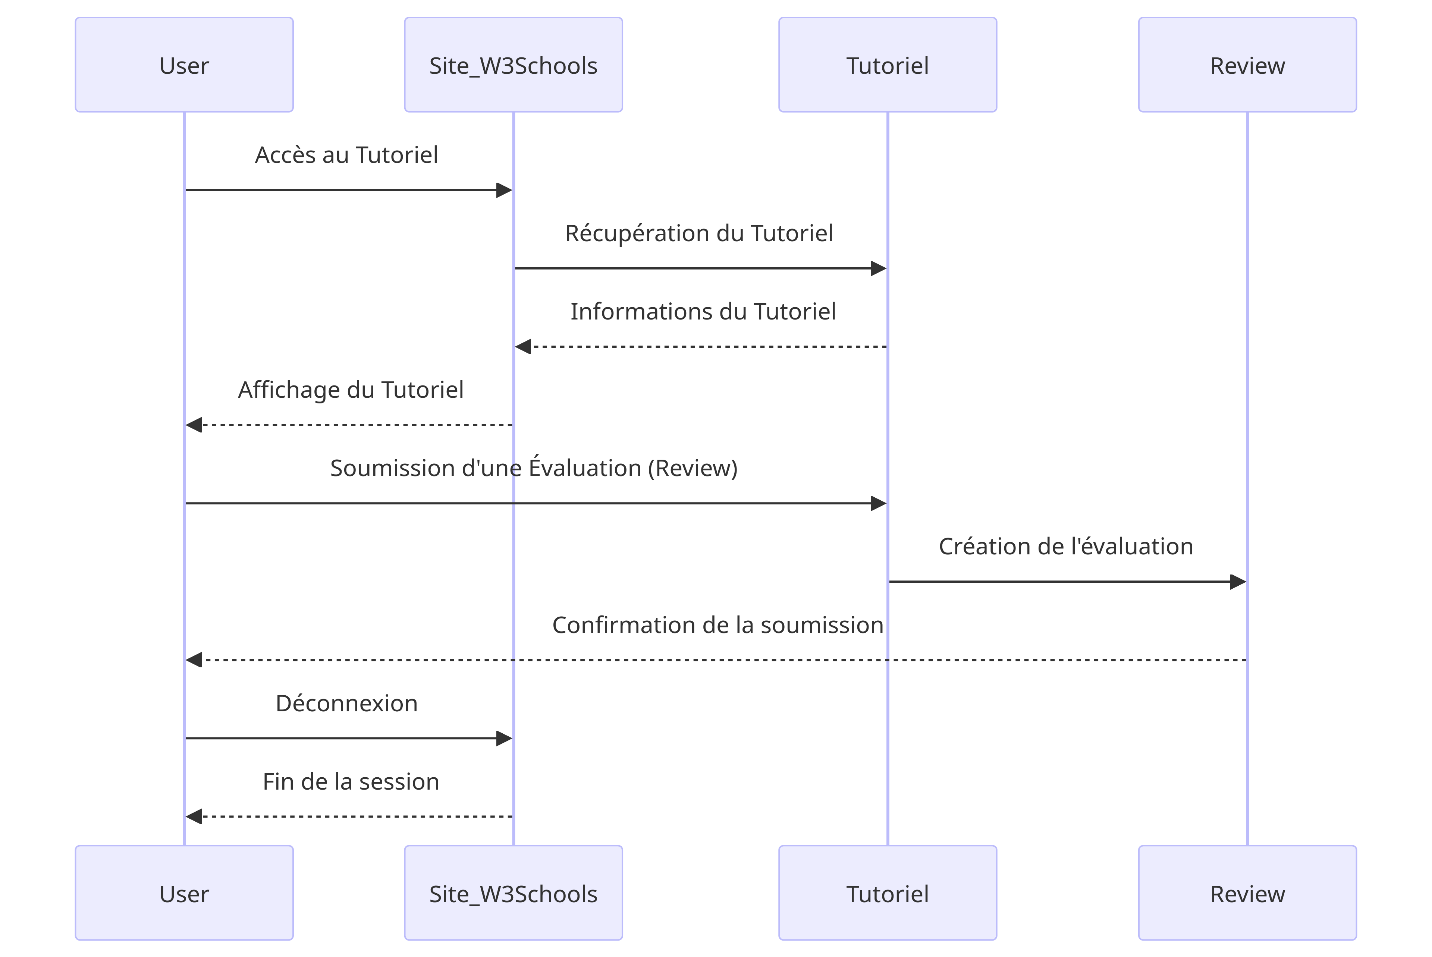 User
Site_W3Schools
Tutoriel
Review
Accès au Tutoriel
Récupération du Tutoriel
Informations du Tutoriel
Affichage du Tutoriel
Soumission d'une Évaluation (Review)
Création de l'évaluation
Confirmation de la soumission
Déconnexion
Fin de la session
User
Site_W3Schools
Tutoriel
Review